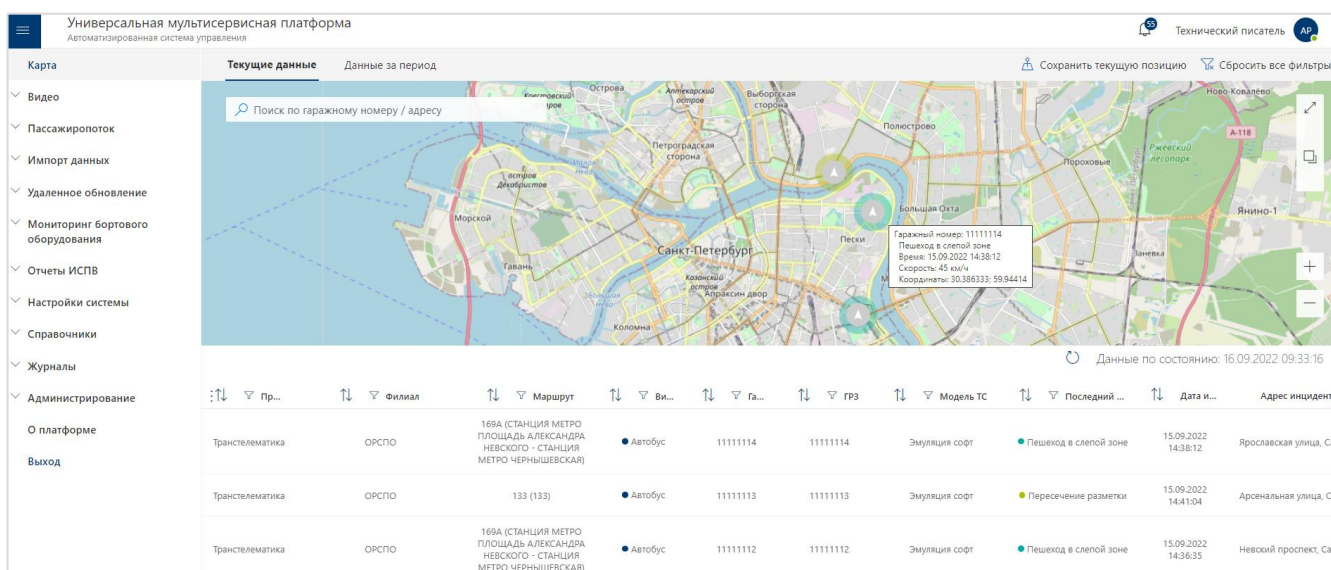 Универсальная мультисервисная платформа
Автоматизированная система управления
55
Технический писатель
AP
Карта
Видео
Пассажиропоток
Импорт данных
Удаленное обновление
Мониторинг бортового
оборудования
Отчеты ИСПВ
Настройки системы
Справочники
Журналы
Администрирование
О платформе
Выход
Текущие данные
Данные за период
Сохранить текущую позицию
Сбросить все фильтры
Поиск по гаражному номеру / адресу
Острова
Аптекарский
остров
Выборгская
сторона
Ново-Ковалёво
Полюстрово
А-118
Петроградская
сторона
Ржевский
лесопарк
Пороховые
остров
Декабристов
Малая
Нева
Морской
Большая Охта
Янино-1
Санкт-Петербург
Пески
Заневка
Гавань
Казанский
остров
Апраксин двор
Коломна
Гаражный номер: 11111114
Пешеход в слепой зоне
Время: 15.09.2022 14:38:12
Скорость: 45 км/ч
Координаты: 30.386333; 59.94414
Данные по состоянию: 16.09.2022 09:33:16
Пр...
Филиал
Маршрут
Ви...
Га...
ГРЗ
Модель ТС
Последний ...
Дата и...
Адрес инцидент
Транстелематика
ОРСПО
169А (СТАНЦИЯ МЕТРО
ПЛОЩАДЬ АЛЕКСАНДРА
НЕВСКОГО - СТАНЦИЯ
МЕТРО ЧЕРНЫШЕВСКАЯ)
Автобус
11111114
11111114
Эмуляция софт
Пешеход в слепой зоне
15.09.2022
14:38:12
Ярославская улица, С
Транстелематика
ОРСПО
133 (133)
Автобус
11111113
11111113
Эмуляция софт
Пересечение разметки
15.09.2022
14:41:04
Арсенальная улица, С
Транстелематика
ОРСПО
169А (СТАНЦИЯ МЕТРО
ПЛОЩАДЬ АЛЕКСАНДРА
НЕВСКОГО - СТАНЦИЯ
МЕТРО ЧЕРНЫШЕВСКАЯ)
Автобус
11111112
11111112
Эмуляция софт
Пешеход в слепой зоне
15.09.2022
14:36:35
Невский проспект, Са